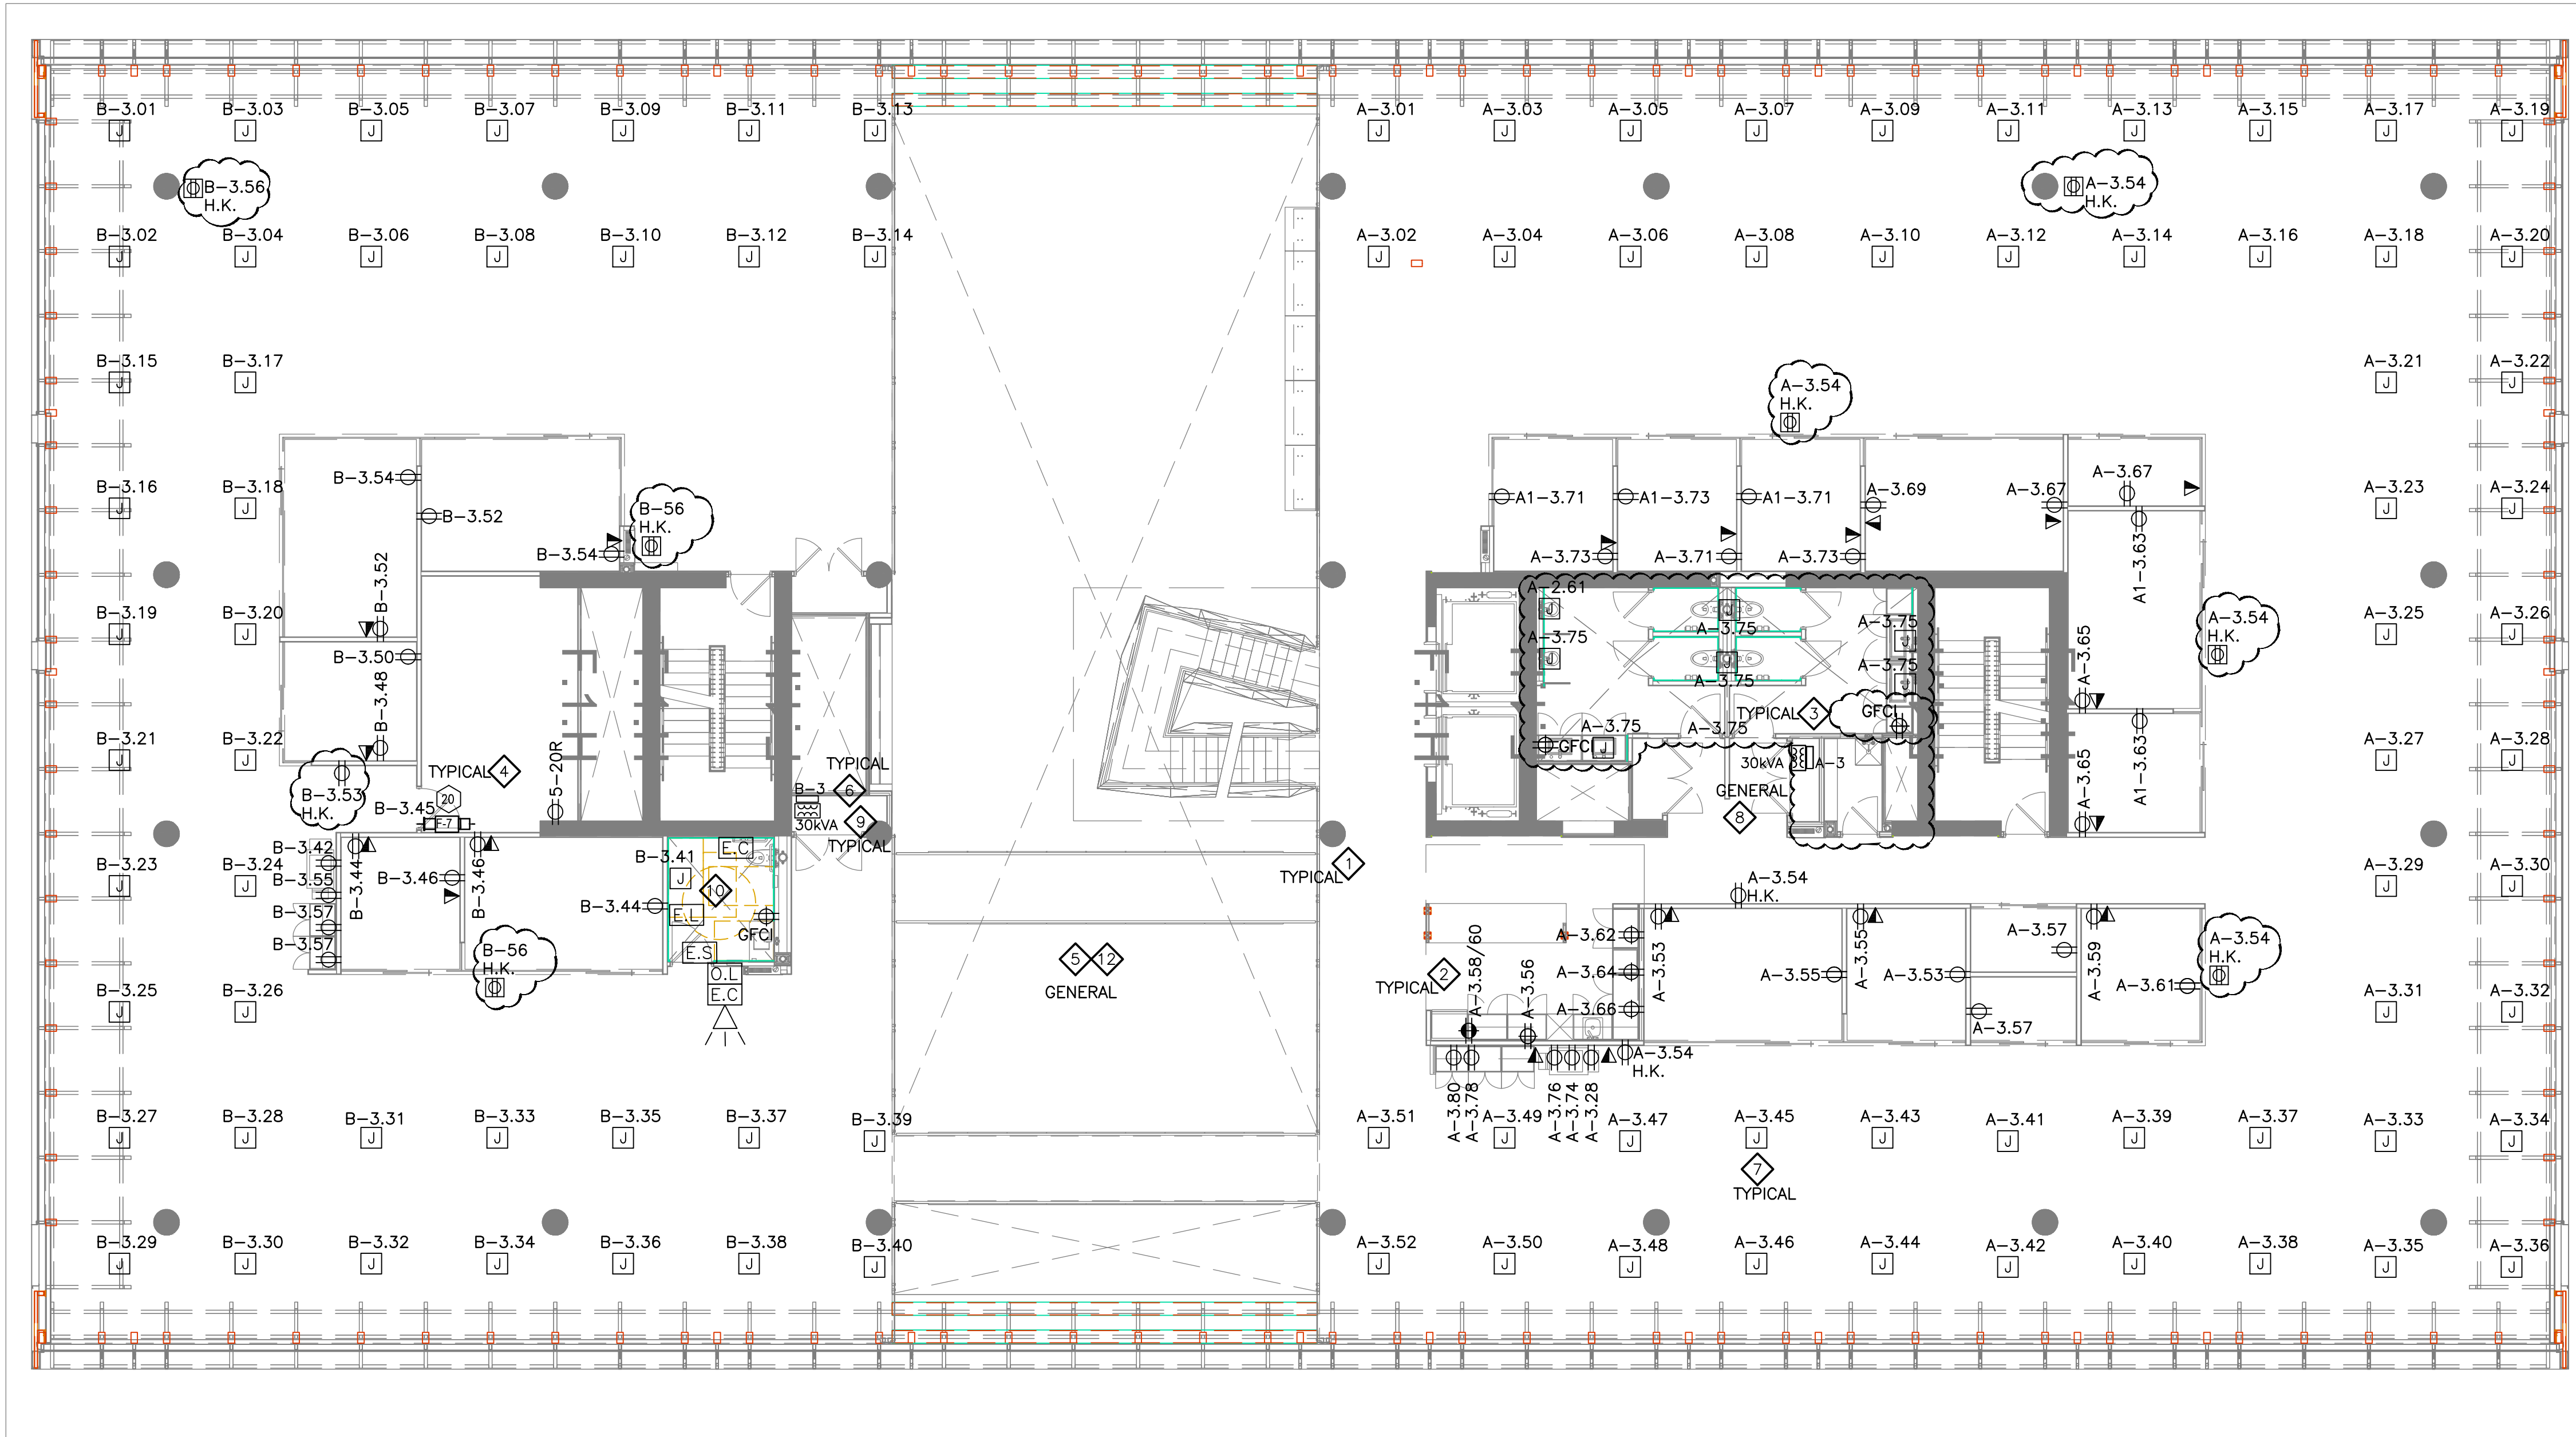 B-3.01
B-3.03
B-3.05
B-3.07
B-3.09
B-3.11
B-3.13
A-3.01
A-3.03
A-3.05
A-3.07
A-3.09
A-3.11
A-3.13
A-3.15
A-3.17
A-3.19
J J J J J J J J J J J J J J J J J
B-3.56
H.K.
A-3.54
H.K.
B-3.02
B-3.04
B-3.06
B-3.08
B-3.10
B-3.12
B-3.14
A-3.02
A-3.04
A-3.06
A-3.08
A-3.10
A-3.12
A-3.14
A-3.16
A-3.18
A-3.20
J J J J J J J J J J J J J J J J J
B-3.15
B-3.17
A-3.21
A-3.22
J J J J
A-3.54
H.K.
B-3.16
B-3.18
A-3.23
A-3.24
J J J J
B-3.54
B-3.52
B-56
H.K.
B-3.54
A1-3.71
A1-3.73
A1-3.71
A-3.69
A-3.67
A-3.67
A-3.73
A-3.71
A-3.73
A1-3.63
B-3.52
A-2.61
J
J
A-3.75
A-3.75
J
A-3.75
J
A-3.75
J
A-3.75
J
A-3.65
A-3.54
H.K.
B-3.19
B-3.20
A-3.25
A-3.26
J J J J
B-3.50
B-3.48
TYPICAL
3
GFCI
A-3.75
A-3.75
GFCI
J
30kVA
A-3
A1-3.63
A-3.65
B-3.21
B-3.22
A-3.27
A-3.28
J J J J
TYPICAL
4
5-20R
TYPICAL
B-3
6
30kVA
9
TYPICAL
GENERAL
8
B-3.53
H.K.
B-3.45
20
F-7
B-3.42
B-3.55
B-3.57
B-3.57
B-3.44
B-3.46
B-3.46
B-3.41
J
E.C
10
E.L
B-3.44
GFCI
E.S
O.L
E.C
B-3.23
B-3.24
A-3.29
A-3.30
J J J J
1
TYPICAL
A-3.54
H.K.
B-56
H.K.
5
12
GENERAL
2
TYPICAL
A-3.58/60
A-3.56
A-3.62
A-3.64
A-3.66
A-3.53
A-3.55
A-3.55
A-3.53
A-3.57
A-3.57
A-3.59
A-3.61
A-3.54
H.K.
B-3.25
B-3.26
A-3.31
A-3.32
J J J J
A-3.54
H.K.
A-3.80
A-3.78
A-3.76
A-3.74
A-3.28
B-3.27
B-3.28
B-3.31
B-3.33
B-3.35
B-3.37
B-3.39
A-3.51
A-3.49
A-3.47
A-3.45
A-3.43
A-3.41
A-3.39
A-3.37
A-3.33
A-3.34
J J J J J J J J J J J J J J J J J
7
TYPICAL
B-3.29
B-3.30
B-3.32
B-3.34
B-3.36
B-3.38
B-3.40
A-3.52
A-3.50
A-3.48
A-3.46
A-3.44
A-3.42
A-3.40
A-3.38
A-3.35
A-3.36
J J J J J J J J J J J J J J J J J